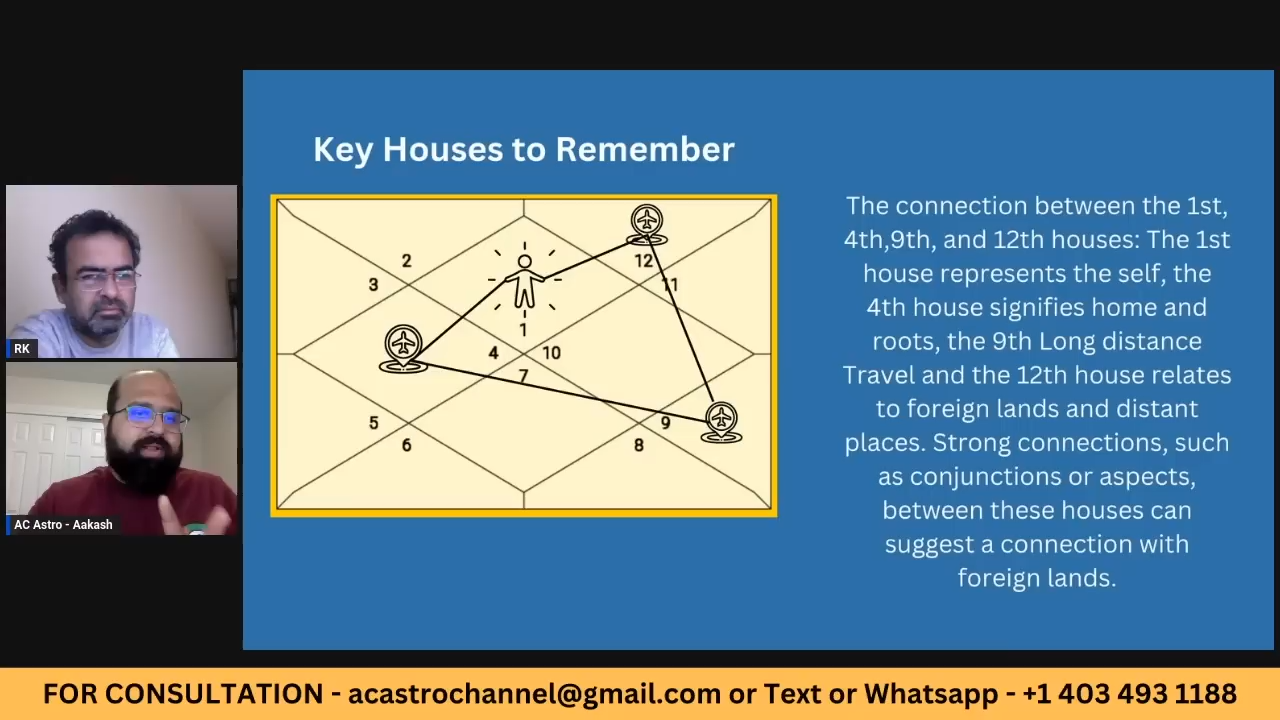 Key Houses to Remember
2
12
3
11
1
4
10
7
5
9
6
8
The connection between the 1st,
4th,9th, and 12th houses: The 1st
house represents the self, the
4th house signifies home and
roots, the 9th Long distance
Travel and the 12th house relates
to foreign lands and distant
places. Strong connections, such
as conjunctions or aspects,
between these houses can
suggest a connection with
foreign lands.
RK
AC Astro - Aakash
FOR CONSULTATION - acastrochannel@gmail.com or Text or Whatsapp - +1 403 493 1188